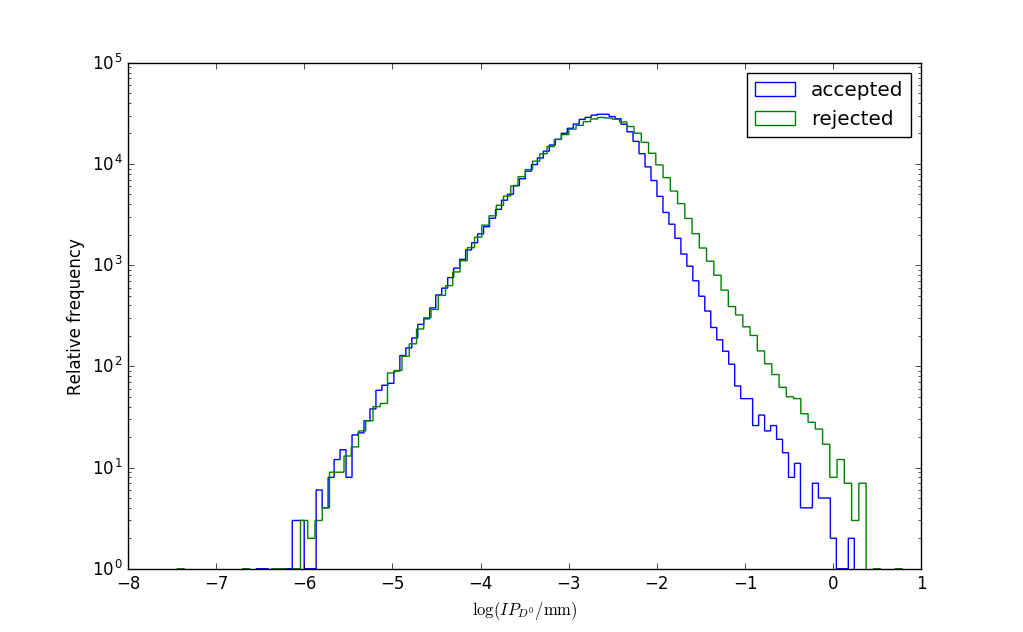 10^5
10^4
10^3
10^2
10^1
10^0
Relative frequency
accepted
rejected
−8 −7 −6 −5 −4 −3 −2 −1 0 1
log(IP_{D^0}/mm)